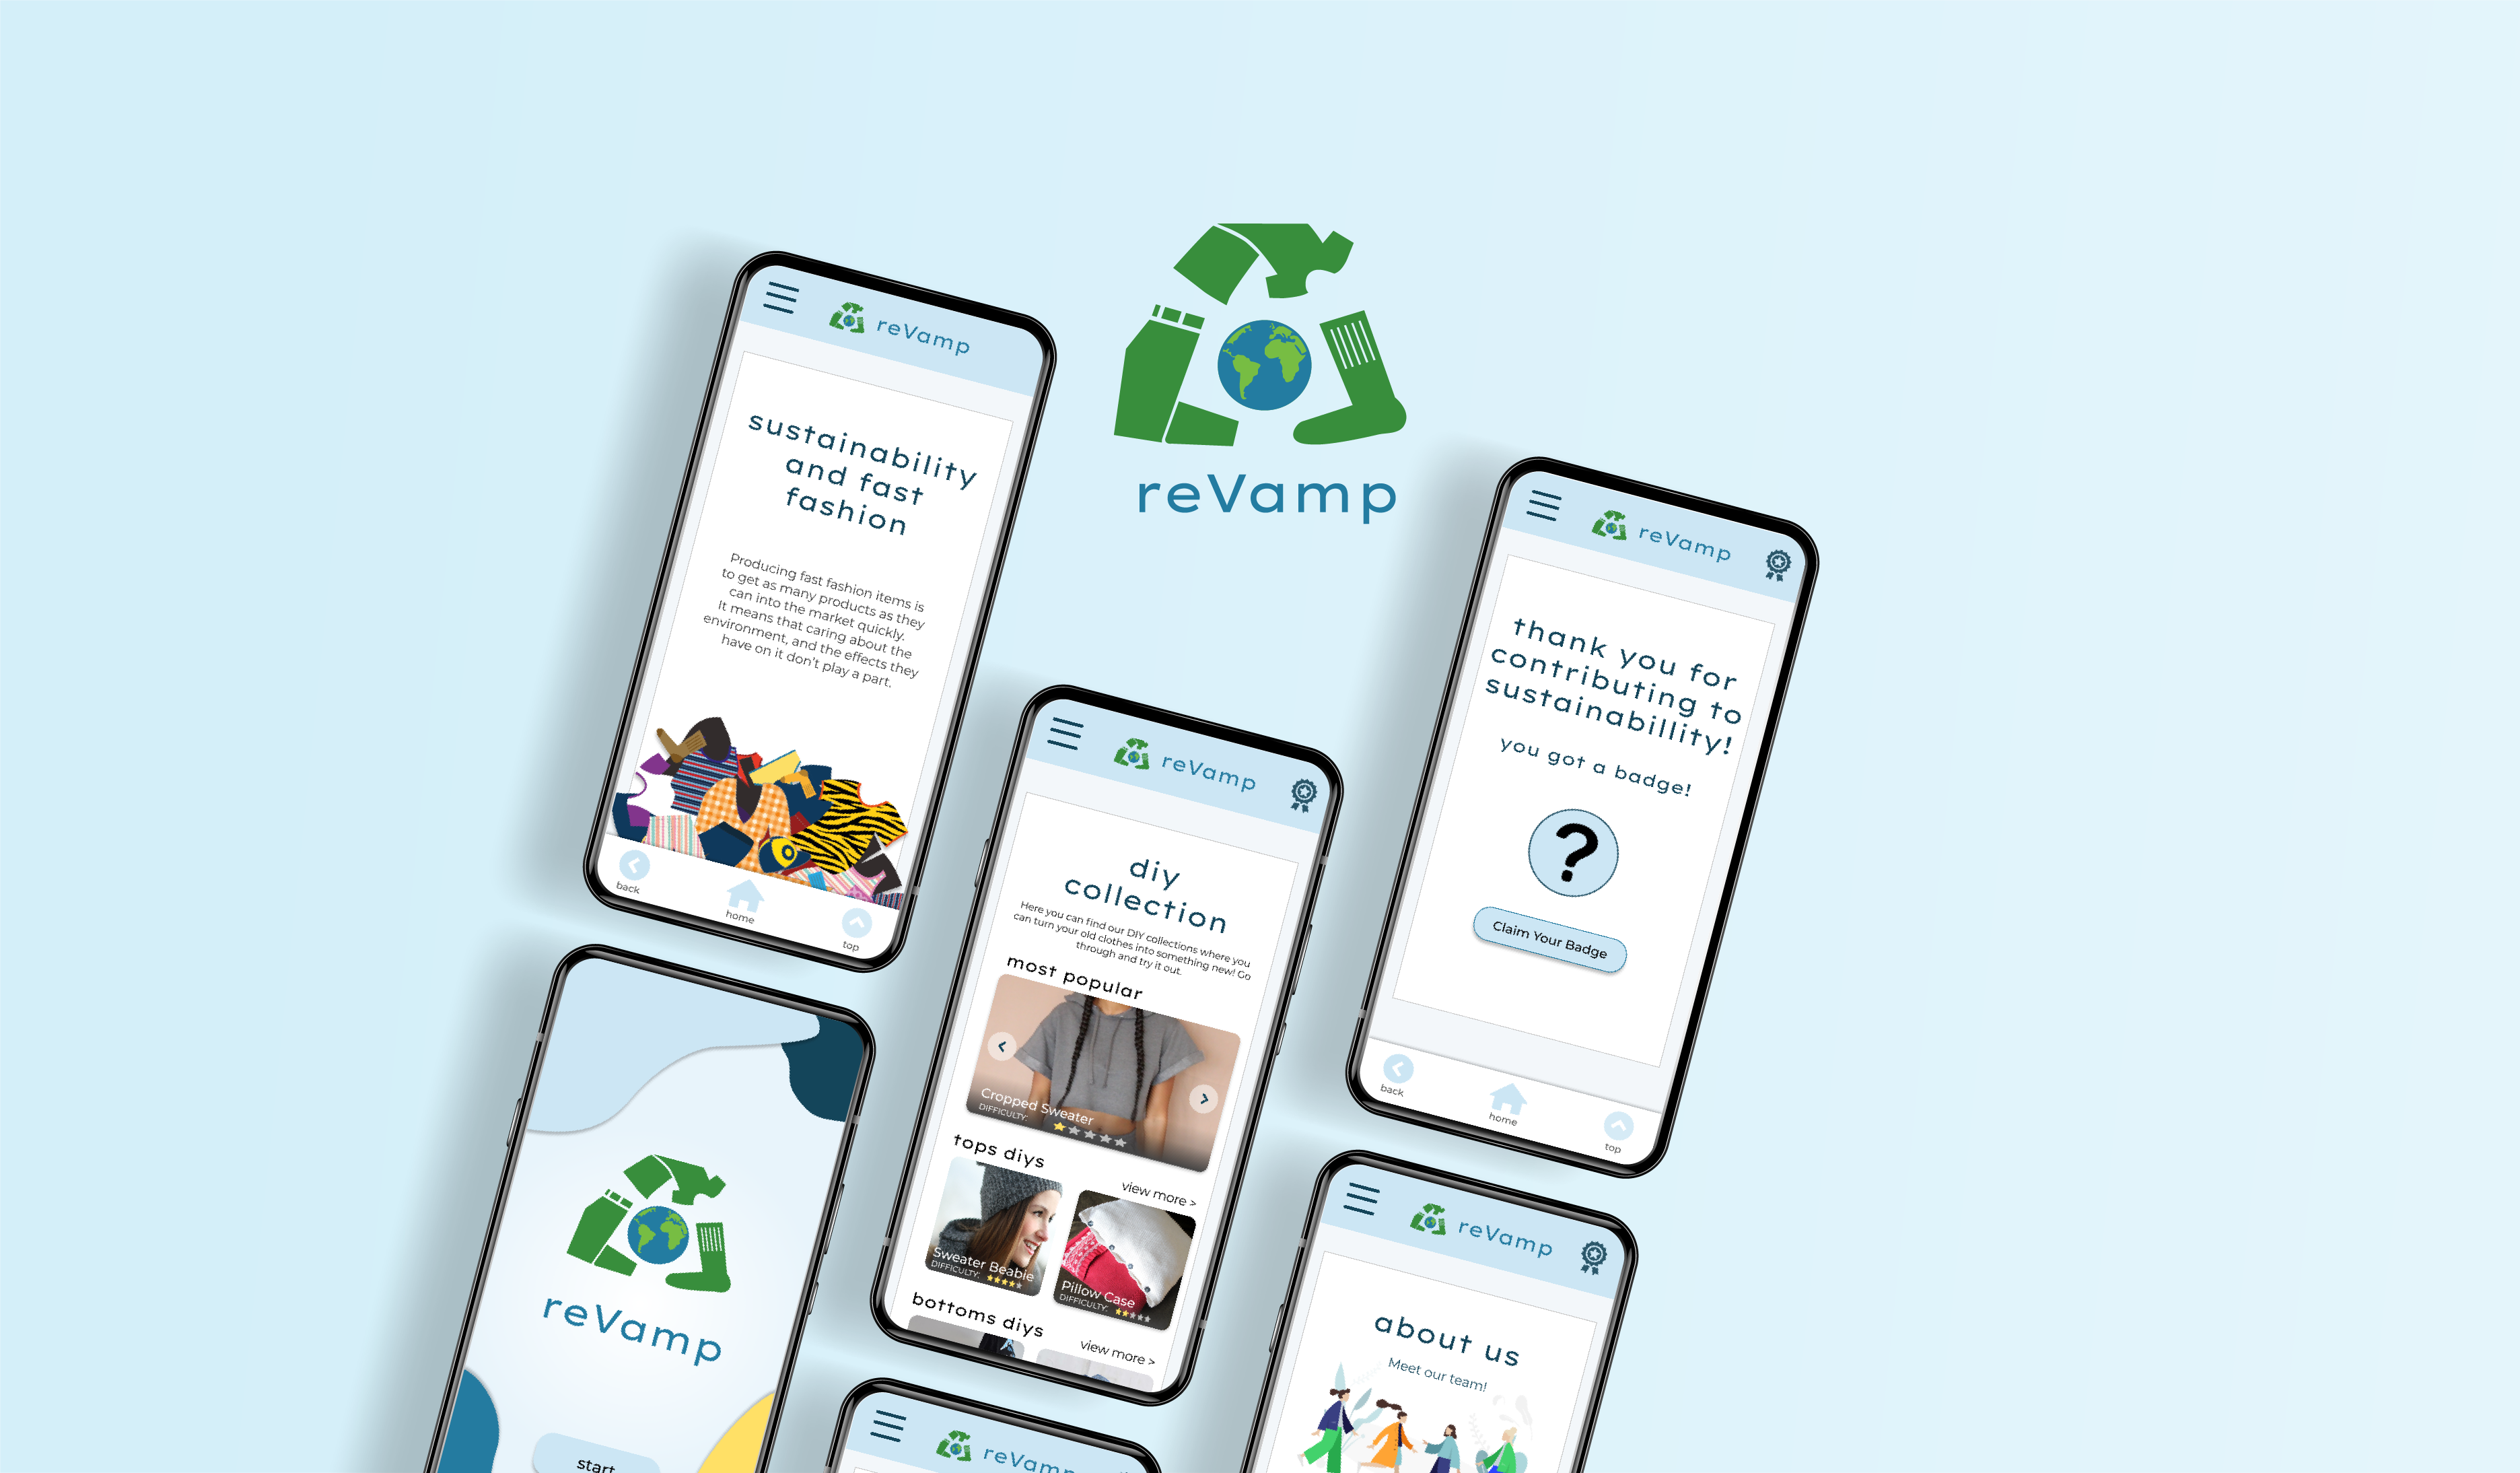 reVamp
reVamp
sustainability
and fast
fashion
Producing fast fashion items is
to get as many products as they
can into the market quickly.
It means that caring about the
environment, and the effects they
have on it don't play a part.
back
home
top
reVamp
thank you for
contributing to
sustainabillity!
you got a badge!
?
Claim Your Badge
back
home
top
reVamp
diy
collection
Here you can find our DIY collections where you
can turn your old clothes into something new! Go
through and try it out.
most popular
Cropped Sweater
DIFFICULTY:
tops diys
view more >
Sweater Beabie
DIFFICULTY:
Pillow Case
DIFFICULTY:
bottoms diys
view more >
reVamp
start
reVamp
about us
Meet our team!
reVamp